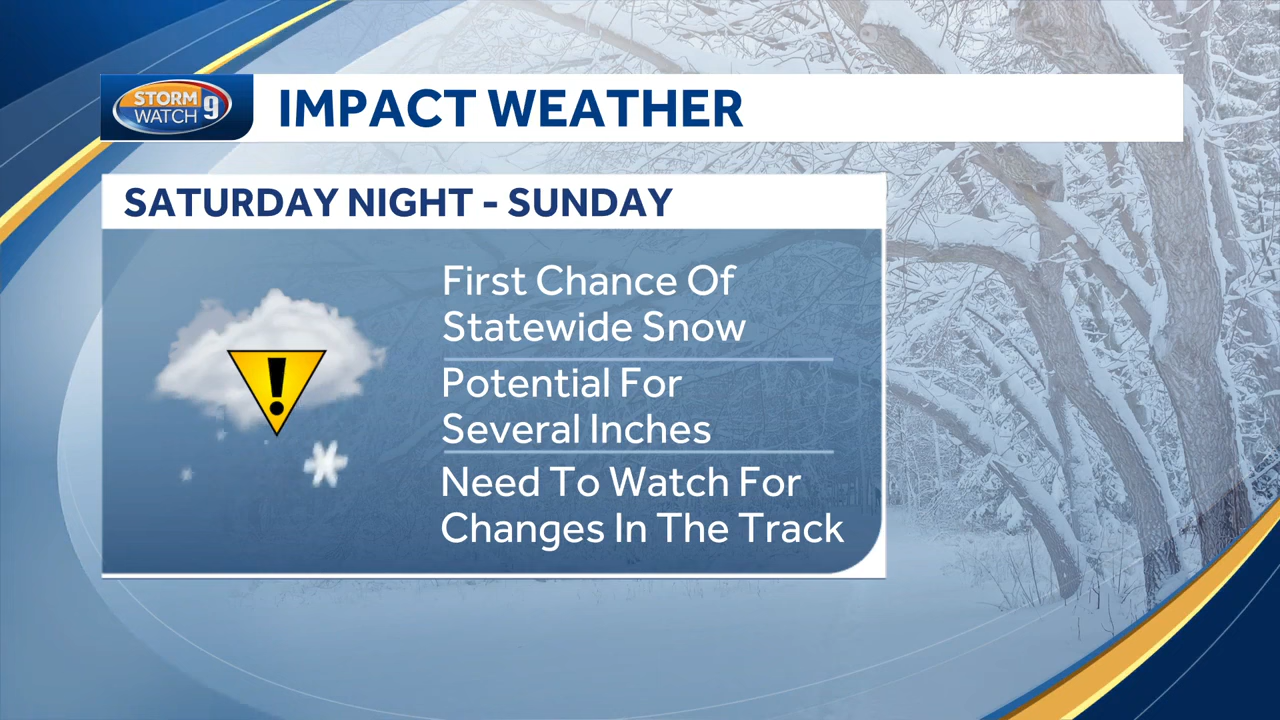 STORM
WATCH 9
IMPACT WEATHER
SATURDAY NIGHT - SUNDAY
First Chance Of
Statewide Snow
Potential For
Several Inches
!
Need To Watch For
Changes In The Track